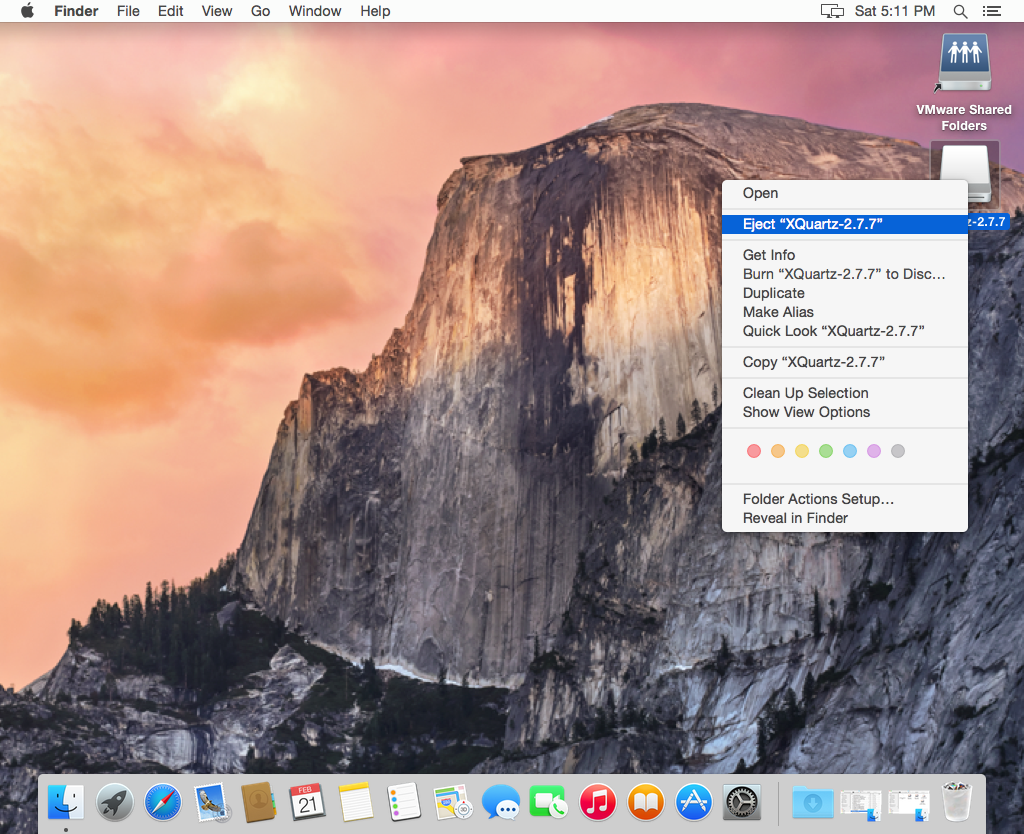 Finder File Edit View Go Window Help Sat 5:11 PM
VMware Shared
Folders
z-2.7.7
Open
Eject “XQuartz-2.7.7”
Get Info
Burn “XQuartz-2.7.7” to Disc…
Duplicate
Make Alias
Quick Look “XQuartz-2.7.7”
Copy “XQuartz-2.7.7”
Clean Up Selection
Show View Options
Folder Actions Setup…
Reveal in Finder
FEB
21